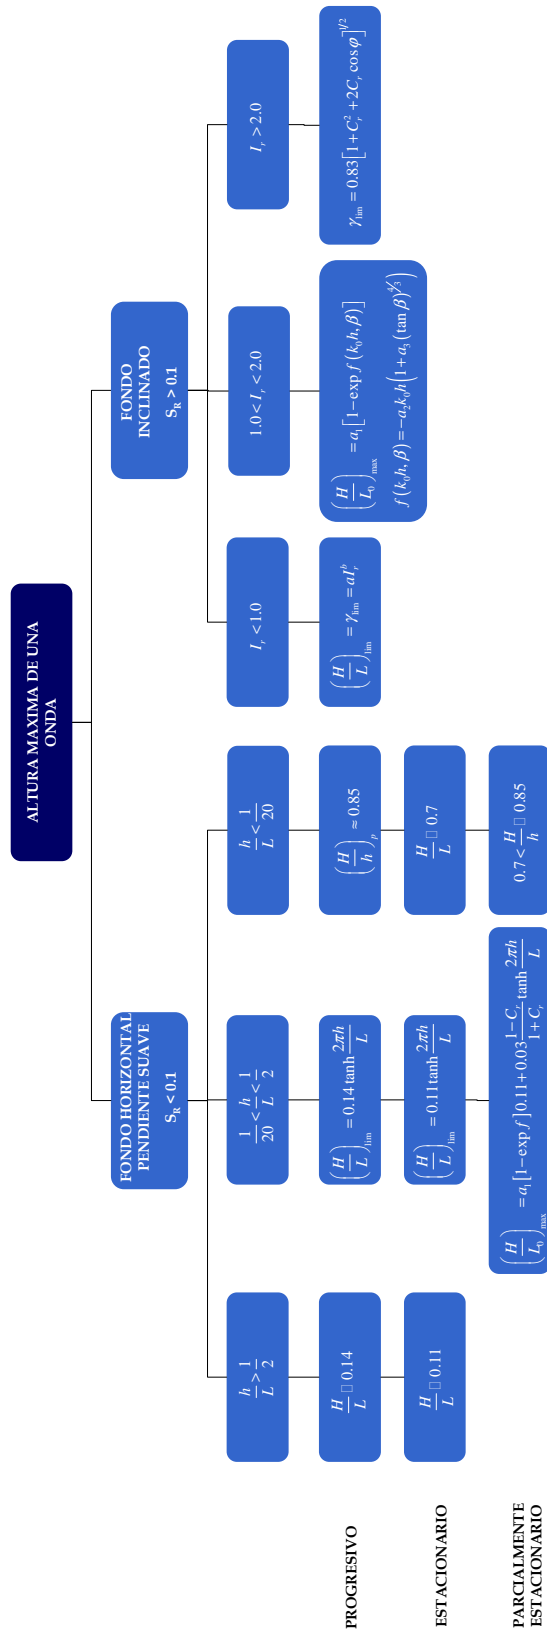 ALTURA MAXIMA DE UNA
ONDA
FONDO HORIZONTAL
PENDIENTE SUAVE
S_R < 0.1
FONDO
INCLINADO
S_R > 0.1
h/L > 1/2
1/20 < h/L < 1/2
h/L < 1/20
I_r < 1.0
1.0 < I_r < 2.0
I_r > 2.0
PROGRESIVO
H/L □ 0.14
(H/L)_lim = 0.14 tanh 2πh/L
(H/h)_p ≈ 0.85
(H/L)_lim = γ_lim = aI_r^b
(H/L_0)_max = a_1[1−exp f(k_0h,β)]
f(k_0h,β) = −a_2k_0h(1+a_3(tan β)^{4/3})
γ_lim = 0.83[1+C_r^2+2C_r cosφ]^{1/2}
ESTACIONARIO
H/L □ 0.11
(H/L)_lim = 0.11 tanh 2πh/L
H/L □ 0.7
PARCIALMENTE
ESTACIONARIO
(H/L_0)_max = a_1[1−exp f]0.11+0.03 (1−C_r)/(1+C_r) tanh 2πh/L
0.7 < H/h □ 0.85